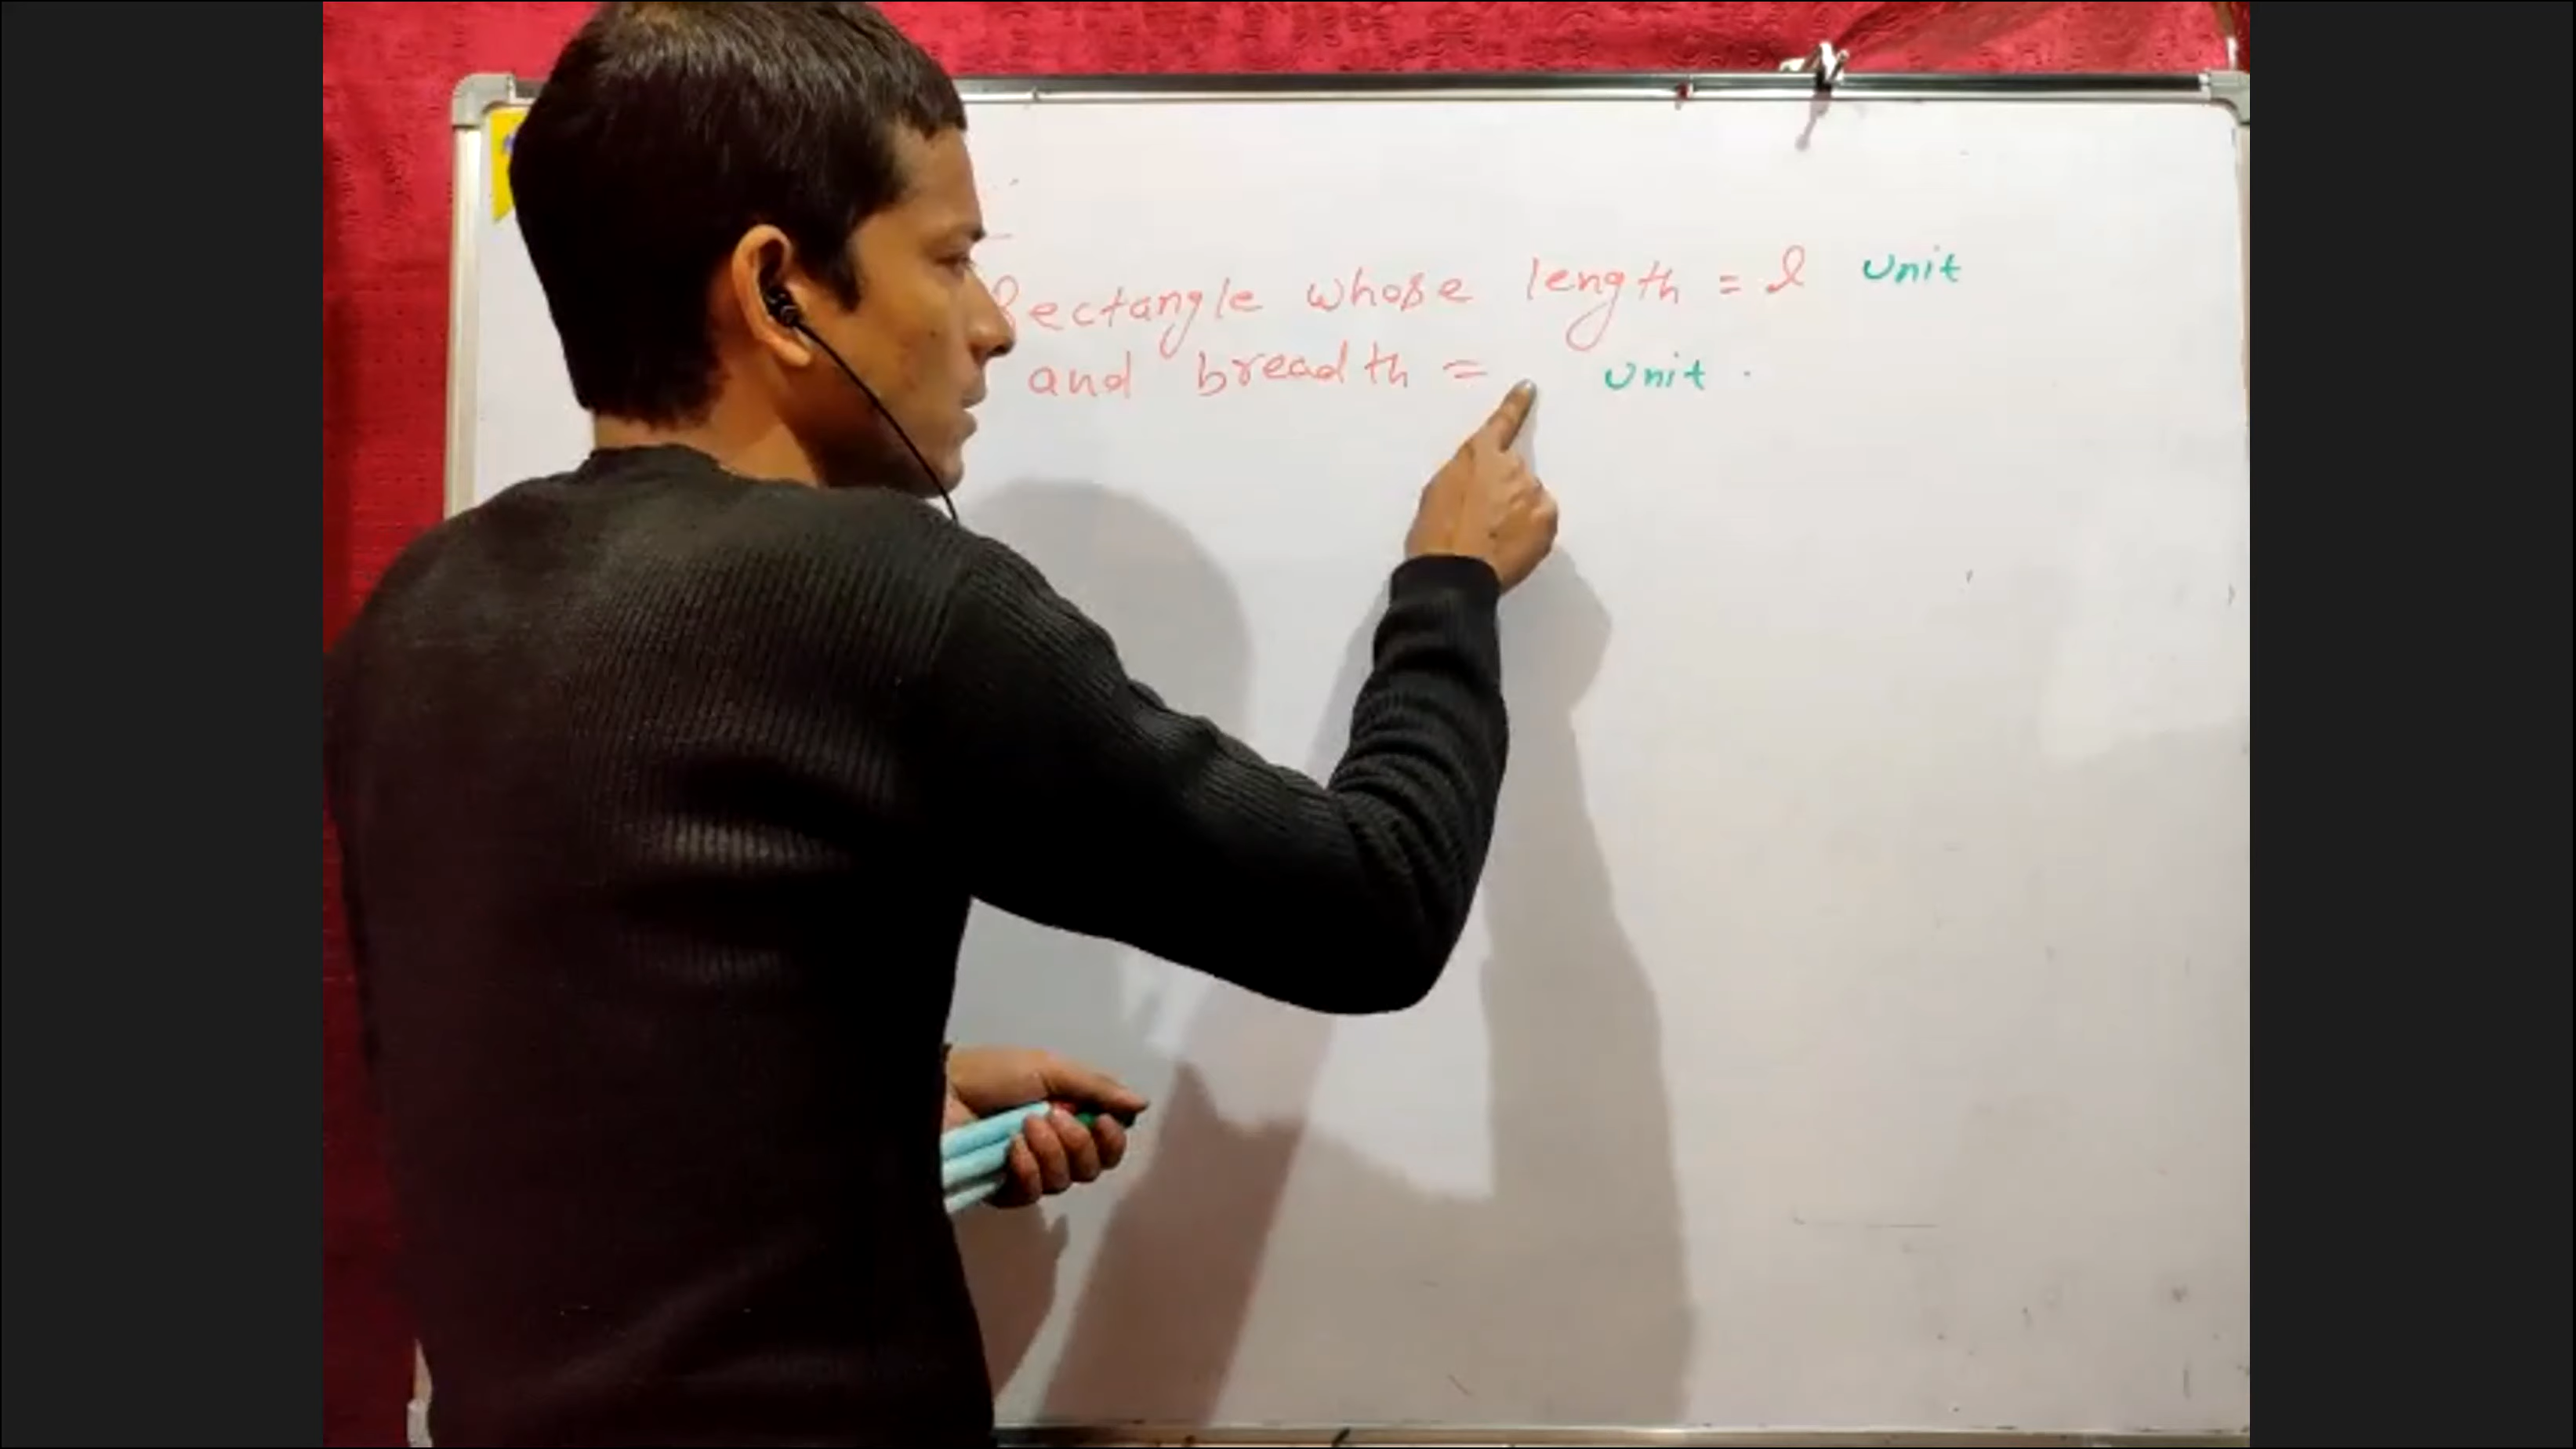 Rectangle whose length = l unit
and breadth = unit .